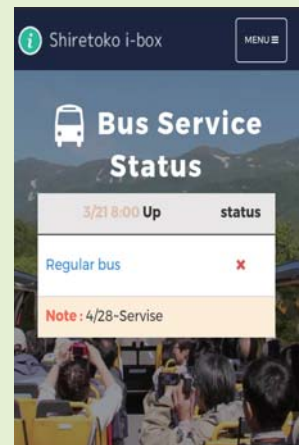 i Shiretoko i-box MENU ≡
Bus Service
Status
3/21 8:00 Up status
Regular bus ×
Note : 4/28-Servise